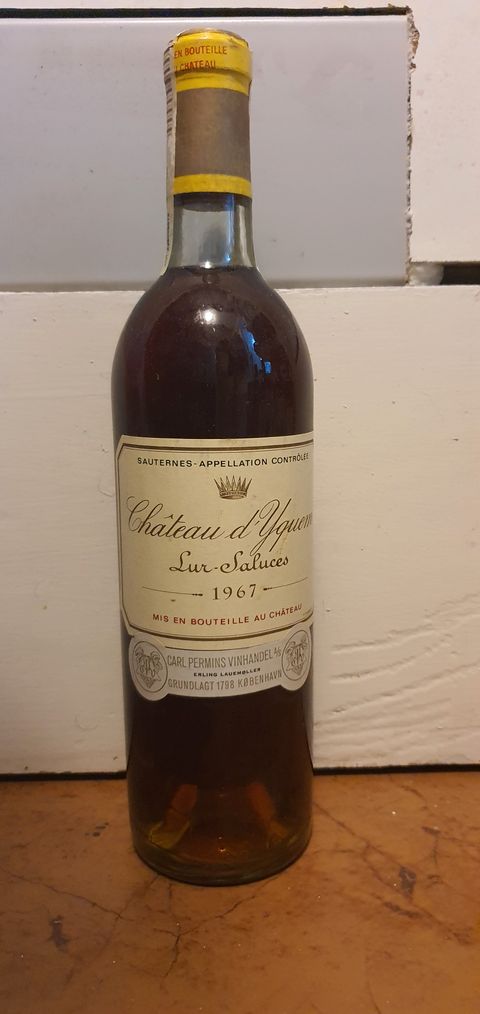 EN BOUTEILLE
CHATEAU
SAUTERNES-APPELLATION CONTRÔLÉE
Château d'Yquem
Lur-Saluces
1967
MIS EN BOUTEILLE AU CHÂTEAU
CARL PERMINS VINHANDEL A/S
ERLING LAUEMØLLER
GRUNDLAGT 1798 KØBENHAVN